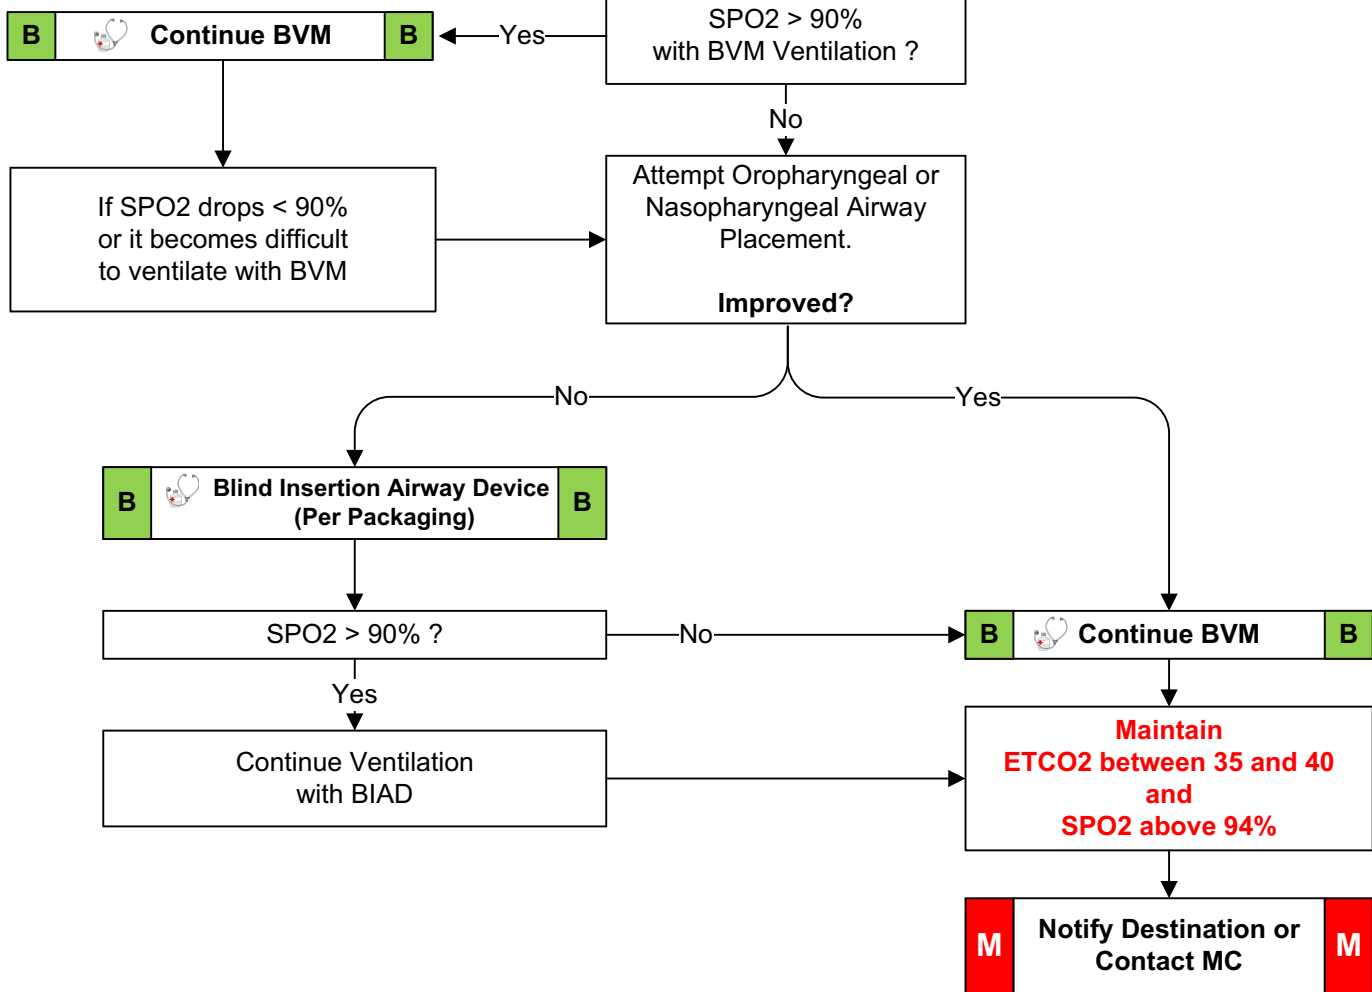 SPO2 > 90%
with BVM Ventilation ?
Yes
B Continue BVM B
No
If SPO2 drops < 90%
or it becomes difficult
to ventilate with BVM
Attempt Oropharyngeal or
Nasopharyngeal Airway
Placement.
Improved?
No
Yes
B Blind Insertion Airway Device B
(Per Packaging)
SPO2 > 90% ?
No
B Continue BVM B
Yes
Continue Ventilation
with BIAD
Maintain
ETCO2 between 35 and 40
and
SPO2 above 94%
M Notify Destination or M
Contact MC